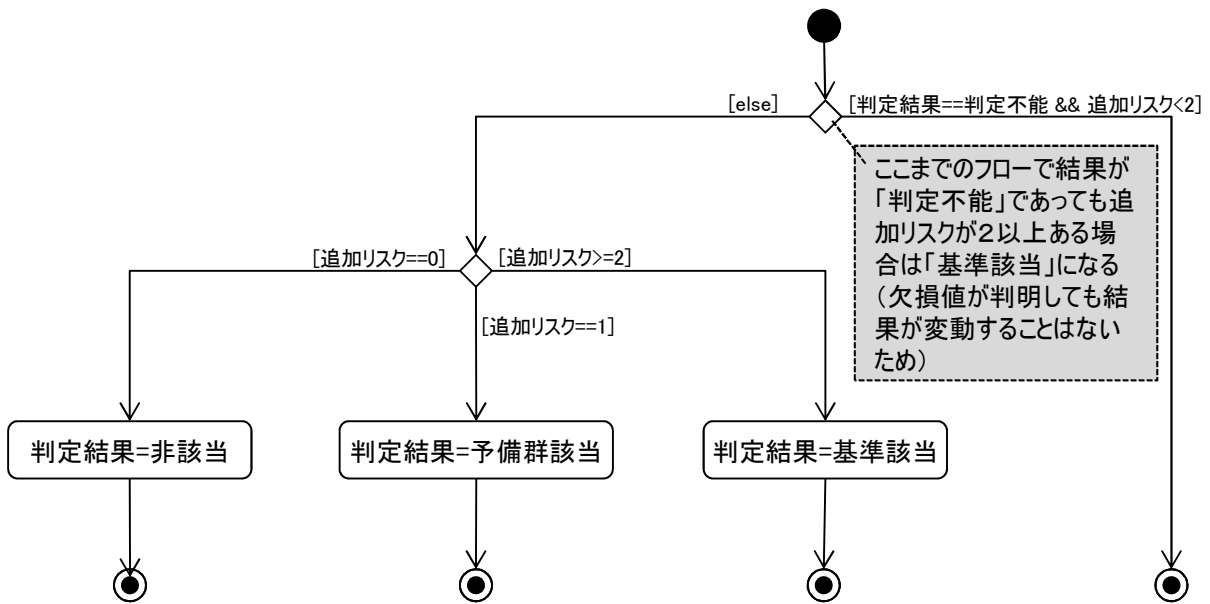 [else]
[判定結果==判定不能 && 追加リスク<2]
ここまでのフローで結果が
「判定不能」であっても追
加リスクが２以上ある場
合は「基準該当」になる
（欠損値が判明しても結
果が変動することはない
ため）
[追加リスク==0]
[追加リスク>=2]
[追加リスク==1]
判定結果=非該当
判定結果=予備群該当
判定結果=基準該当